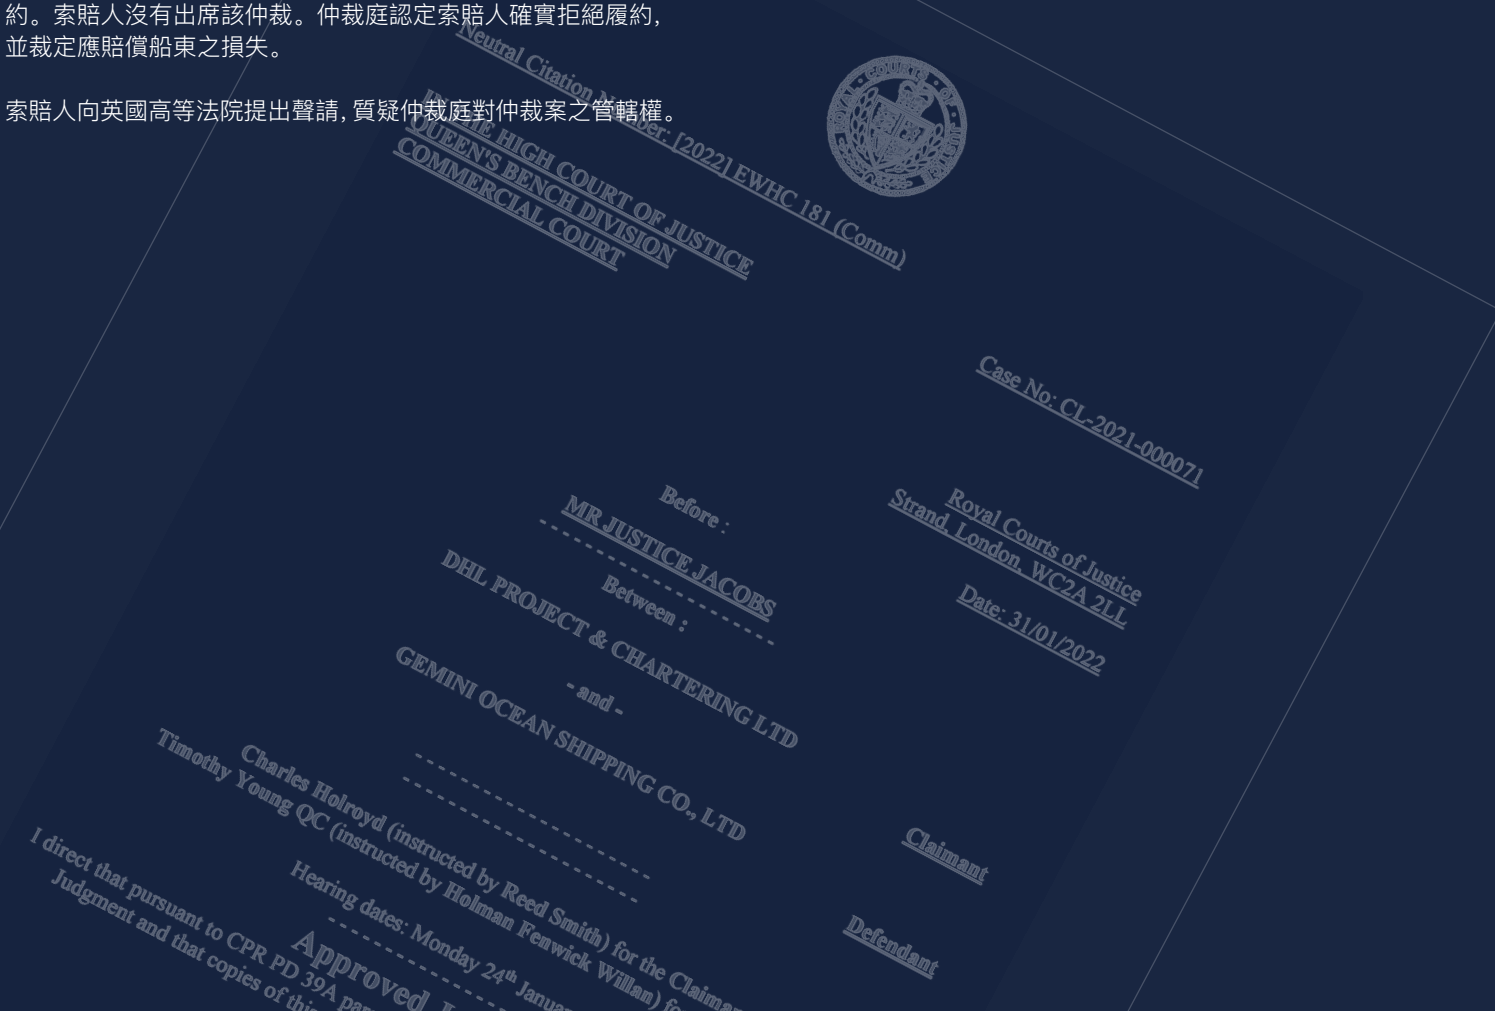 約。索賠人沒有出席該仲裁。仲裁庭認定索賠人確實拒絕履約,
並裁定應賠償船東之損失。
索賠人向英國高等法院提出聲請, 質疑仲裁庭對仲裁案之管轄權。
Neutral Citation Number: [2022] EWHC 181 (Comm)
IN THE HIGH COURT OF JUSTICE
QUEEN'S BENCH DIVISION
COMMERCIAL COURT
Case No: CL-2021-000071
Royal Courts of Justice
Strand, London, WC2A 2LL
Date: 31/01/2022
Before :
MR JUSTICE JACOBS
Between :
DHL PROJECT & CHARTERING LTD
Claimant
- and -
GEMINI OCEAN SHIPPING CO., LTD
Defendant
Charles Holroyd (instructed by Reed Smith) for the
Timothy Young QC (instructed by Holman Fenwick Willan)
Hearing dates: Monday 24th
Approved
I direct that pursuant to CPR PD 39A
Judgment and that copies of